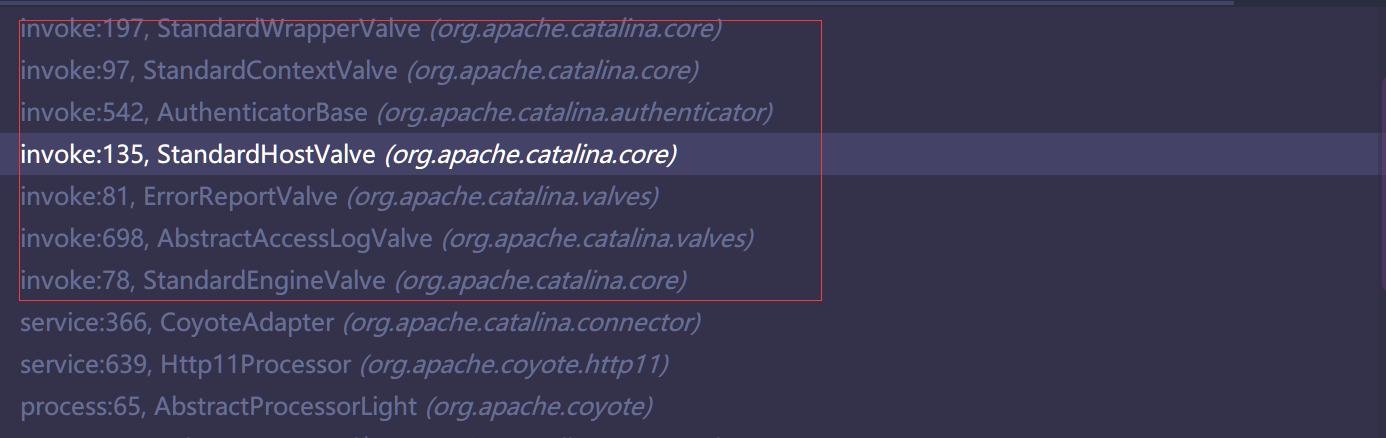 invoke:197, StandardWrapperValve (org.apache.catalina.core)
invoke:97, StandardContextValve (org.apache.catalina.core)
invoke:542, AuthenticatorBase (org.apache.catalina.authenticator)
invoke:135, StandardHostValve (org.apache.catalina.core)
invoke:81, ErrorReportValve (org.apache.catalina.valves)
invoke:698, AbstractAccessLogValve (org.apache.catalina.valves)
invoke:78, StandardEngineValve (org.apache.catalina.core)
service:366, CoyoteAdapter (org.apache.catalina.connector)
service:639, Http11Processor (org.apache.coyote.http11)
process:65, AbstractProcessorLight (org.apache.coyote)